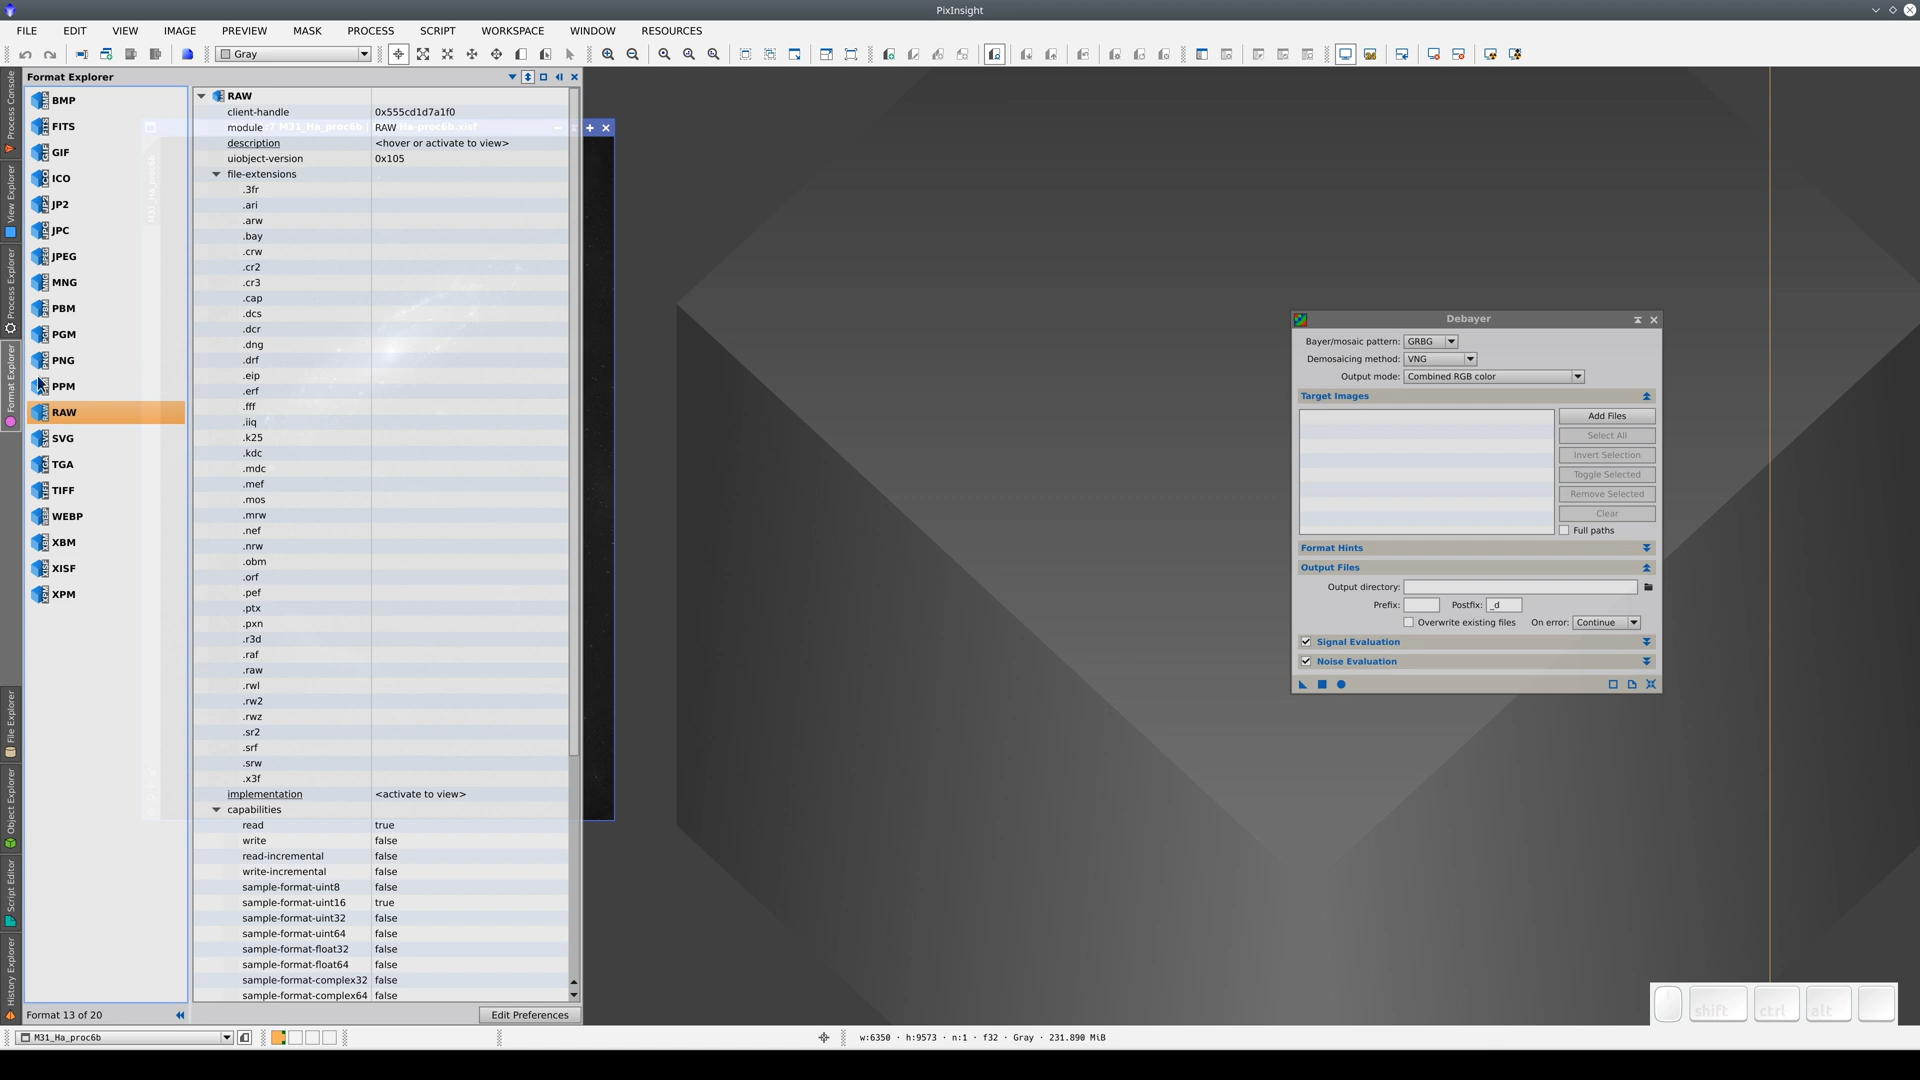 PixInsight
FILE EDIT VIEW IMAGE PREVIEW MASK PROCESS SCRIPT WORKSPACE WINDOW RESOURCES
Gray
Format Explorer
Process Console
View Explorer
Process Explorer
Format Explorer
File Explorer
Object Explorer
Script Editor
History Explorer
BMP
FITS
GIF
ICO
JP2
JPC
JPEG
MNG
PBM
PGM
PNG
PPM
RAW
SVG
TGA
TIFF
WEBP
XBM
XISF
XPM
RAW
client-handle 0x555cd1d7a1f0
module RAW
description <hover or activate to view>
uiobject-version 0x105
file-extensions
.3fr
.ari
.arw
.bay
.crw
.cr2
.cr3
.cap
.dcs
.dcr
.dng
.drf
.eip
.erf
.fff
.iiq
.k25
.kdc
.mdc
.mef
.mos
.mrw
.nef
.nrw
.obm
.orf
.pef
.ptx
.pxn
.r3d
.raf
.raw
.rwl
.rw2
.rwz
.sr2
.srf
.srw
.x3f
implementation <activate to view>
capabilities
read true
write false
read-incremental false
write-incremental false
sample-format-uint8 false
sample-format-uint16 true
sample-format-uint32 false
sample-format-uint64 false
sample-format-float32 false
sample-format-float64 false
sample-format-complex32 false
sample-format-complex64 false
Format 13 of 20
Edit Preferences
Debayer
Bayer/mosaic pattern: GRBG
Demosaicing method: VNG
Output mode: Combined RGB color
Target Images
Add Files
Select All
Invert Selection
Toggle Selected
Remove Selected
Clear
Full paths
Format Hints
Output Files
Output directory:
Prefix: Postfix: _d
Overwrite existing files On error: Continue
Signal Evaluation
Noise Evaluation
shift ctrl alt
M31_Ha_proc6b
w:6350 · h:9573 · n:1 · f32 · Gray · 231.890 MiB